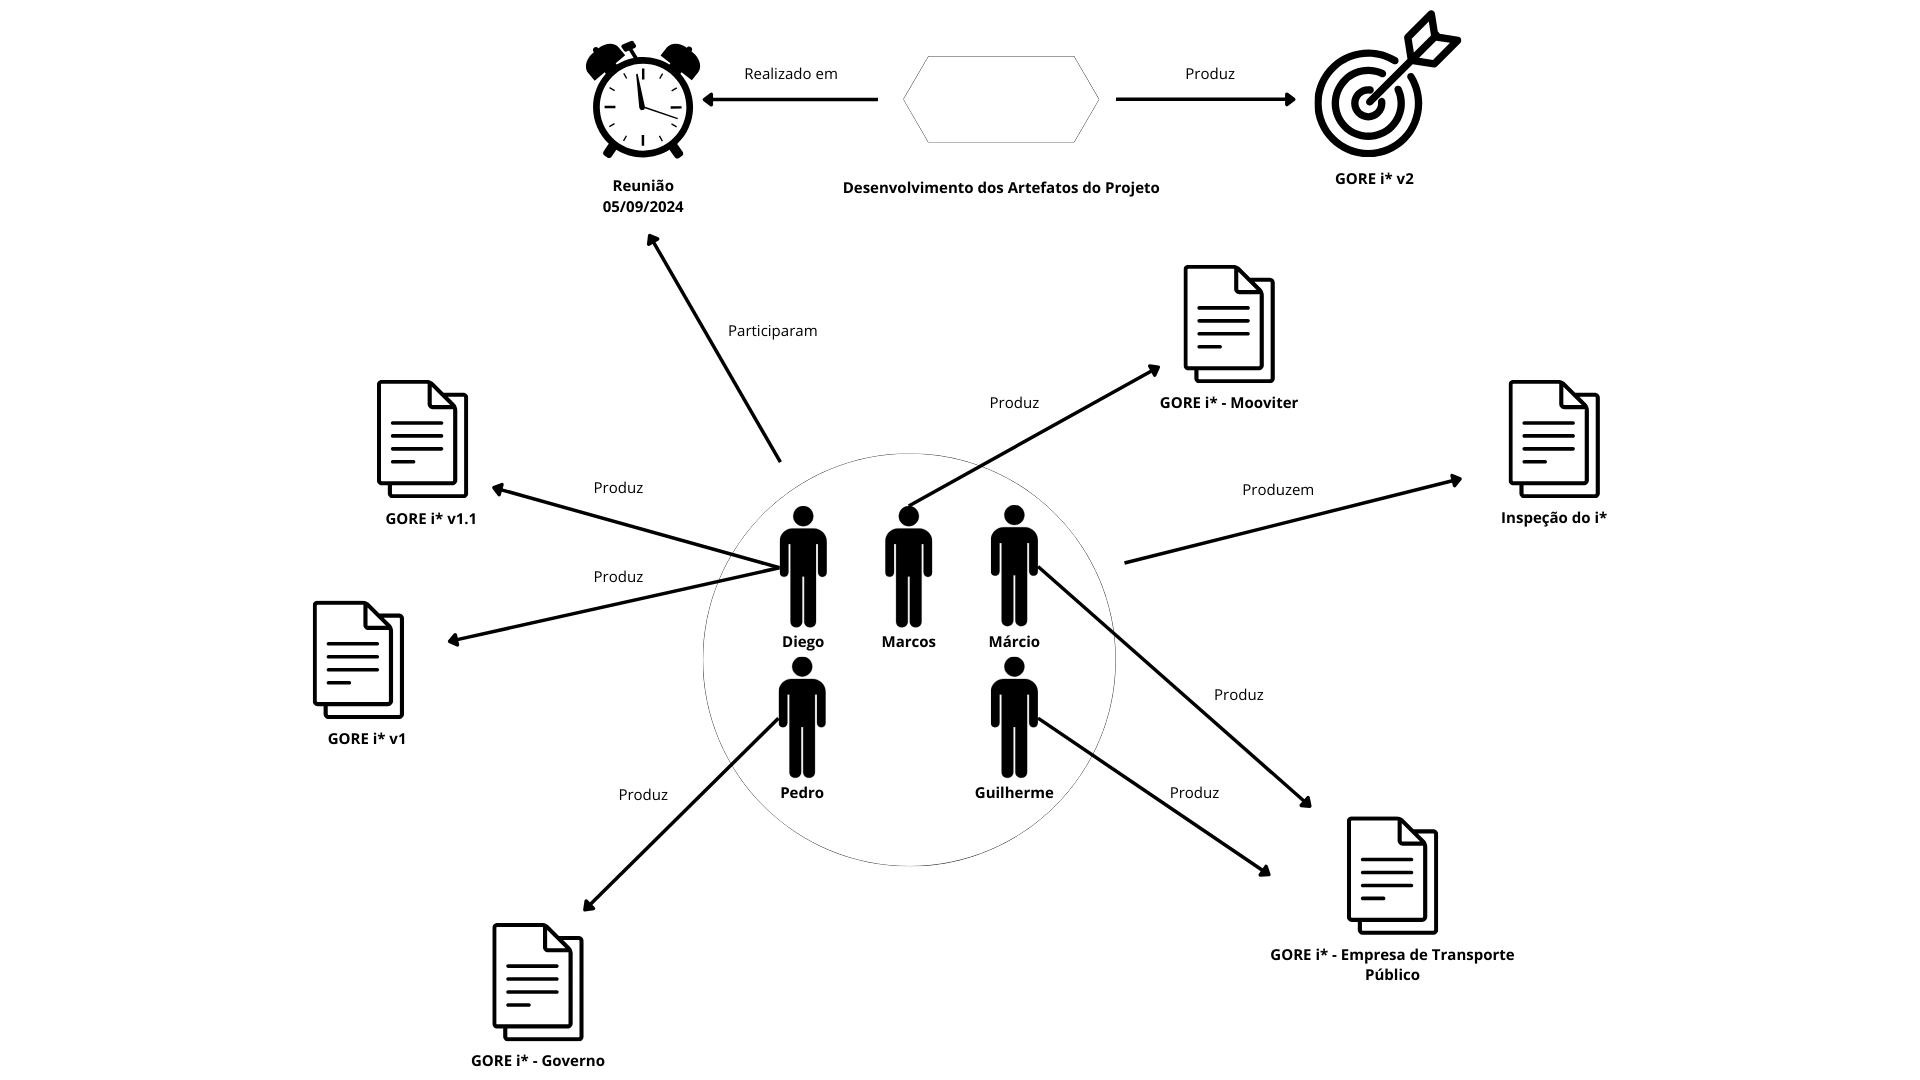 Realizado em
Produz
Reunião
05/09/2024
Desenvolvimento dos Artefatos do Projeto
GORE i* v2
Participaram
Produz
GORE i* - Mooviter
Produz
Produzem
GORE i* v1.1
Inspeção do i*
Produz
Diego
Marcos
Márcio
Produz
GORE i* v1
Produz
Pedro
Guilherme
Produz
GORE i* - Empresa de Transporte
Público
GORE i* - Governo